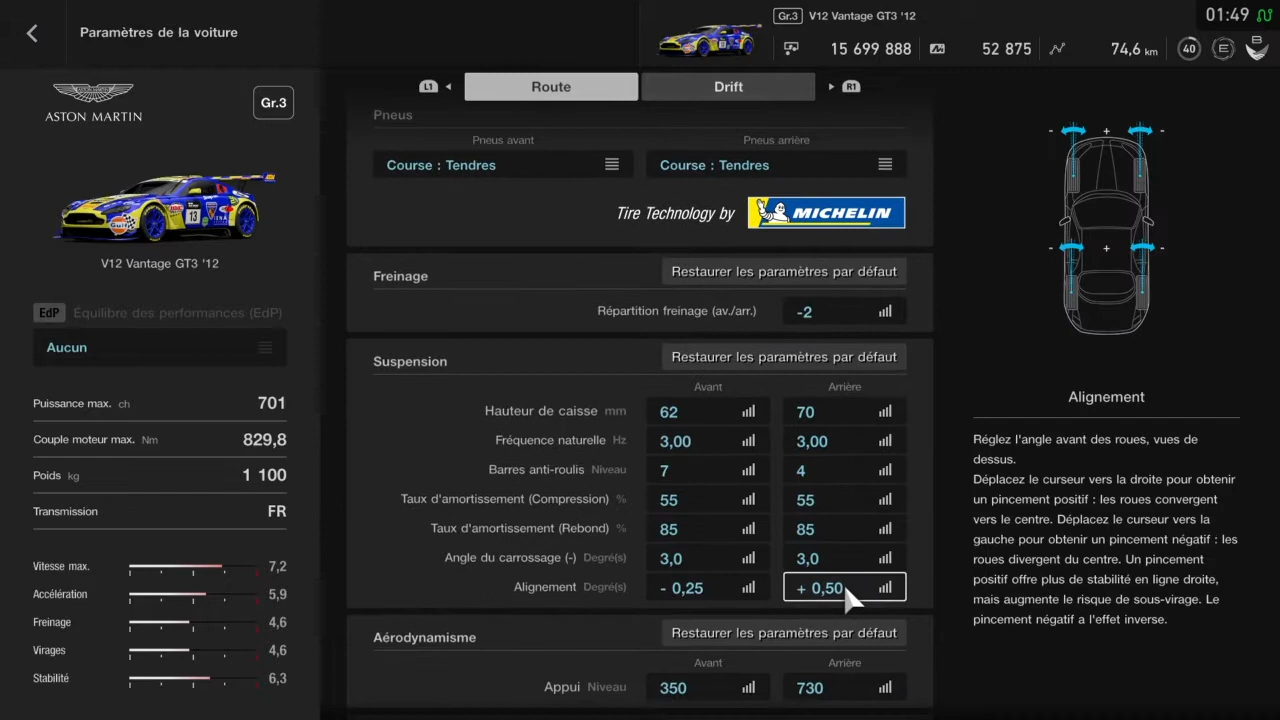 01:49
Paramètres de la voiture
Gr.3 V12 Vantage GT3 '12
15 699 888 52 875 74,6 km 40 E B
L1 Route Drift R1
ASTON MARTIN
Gr.3
V12 Vantage GT3 '12
EdP Équilibre des performances (EdP)
Aucun
Puissance max. ch 701
Couple moteur max. Nm 829,8
Poids kg 1 100
Transmission FR
Vitesse max. 7,2
Accélération 5,9
Freinage 4,6
Virages 4,6
Stabilité 6,3
Pneus
Pneus avant Pneus arrière
Course : Tendres Course : Tendres
Tire Technology by MICHELIN
Freinage Restaurer les paramètres par défaut
Répartition freinage (av./arr.) -2
Suspension Restaurer les paramètres par défaut
Avant Arrière
Hauteur de caisse mm 62 70
Fréquence naturelle Hz 3,00 3,00
Barres anti-roulis Niveau 7 4
Taux d'amortissement (Compression) % 55 55
Taux d'amortissement (Rebond) % 85 85
Angle du carrossage (-) Degré(s) 3,0 3,0
Alignement Degré(s) - 0,25 + 0,50
Aérodynamisme Restaurer les paramètres par défaut
Avant Arrière
Appui Niveau 350 730
- + -
- + -
Alignement
Réglez l'angle avant des roues, vues de
dessus.
Déplacez le curseur vers la droite pour obtenir
un pincement positif : les roues convergent
vers le centre. Déplacez le curseur vers la
gauche pour obtenir un pincement négatif : les
roues divergent du centre. Un pincement
positif offre plus de stabilité en ligne droite,
mais augmente le risque de sous-virage. Le
pincement négatif a l'effet inverse.